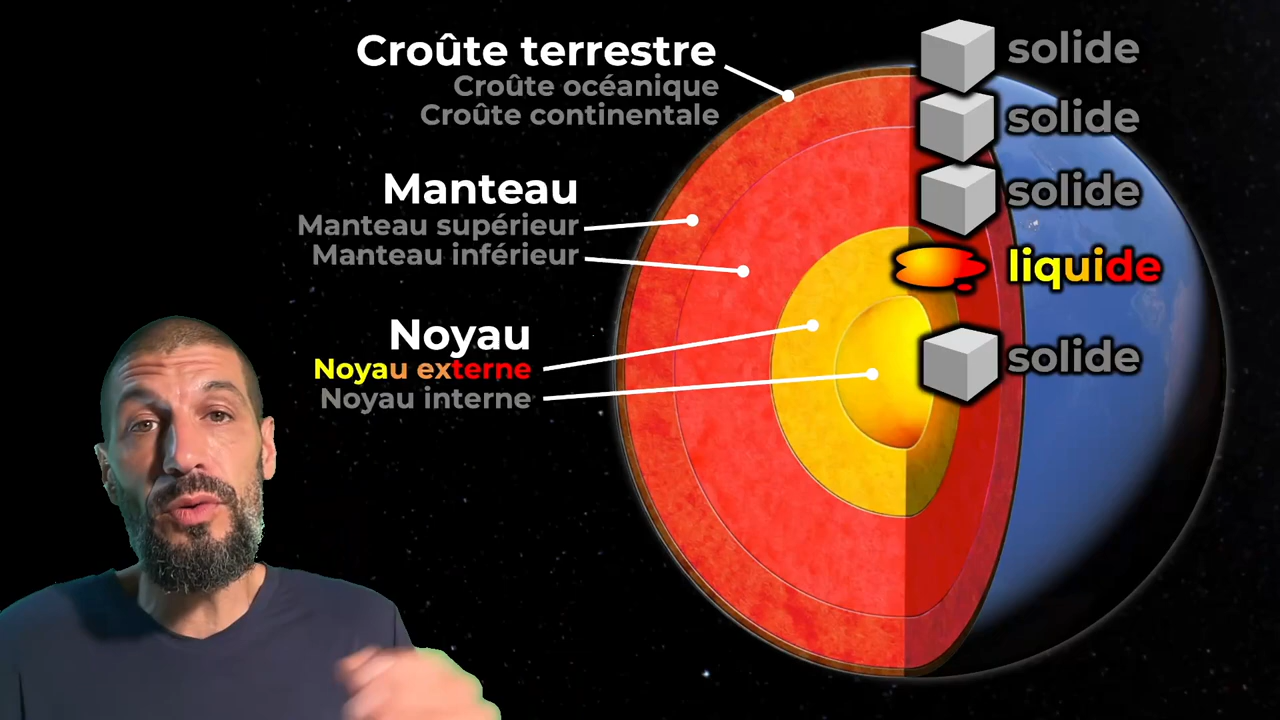 Croûte terrestre
Croûte océanique
Croûte continentale
Manteau
Manteau supérieur
Manteau inférieur
Noyau
Noyau externe
Noyau interne
solide
solide
solide
liquide
solide